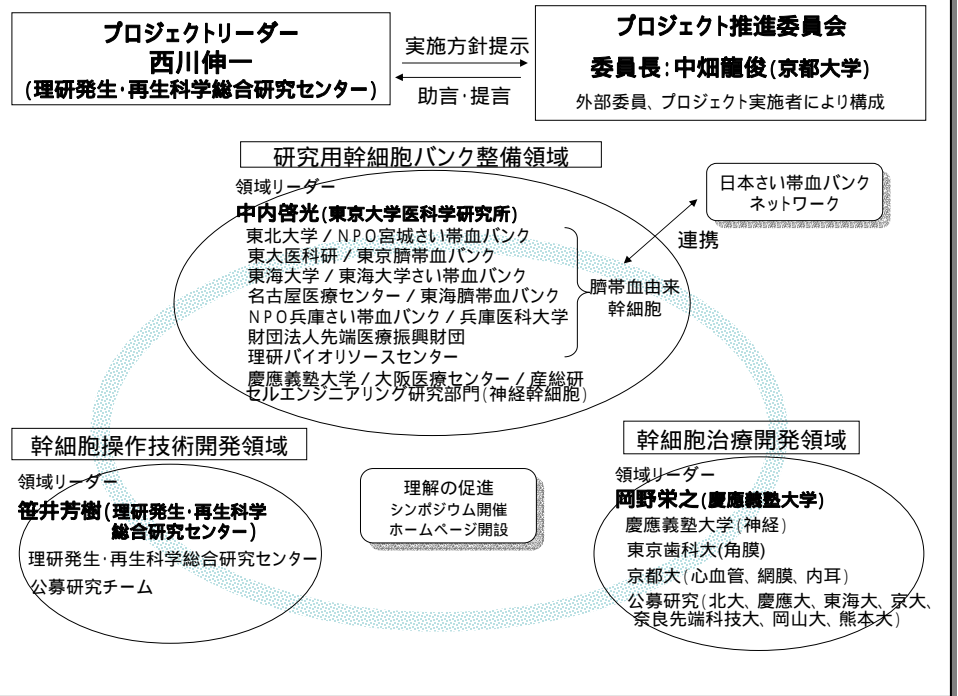 プロジェクトリーダー
西川伸一
(理研発生・再生科学総合研究センター)
実施方針提示
助言・提言
プロジェクト推進委員会
委員長:中畑龍俊(京都大学)
外部委員、プロジェクト実施者により構成
研究用幹細胞バンク整備領域
領域リーダー
中内啓光(東京大学医科学研究所)
東北大学/NPO宮城さい帯血バンク
東大医科研/東京臍帯血バンク
東海大学/東海大学さい帯血バンク
名古屋医療センター/東海臍帯血バンク
NPO兵庫さい帯血バンク/兵庫医科大学
財団法人先端医療振興財団
理研バイオリソースセンター
慶應義塾大学/大阪医療センター/産総研
セルエンジニアリング研究部門(神経幹細胞)
臍帯血由来
幹細胞
日本さい帯血バンク
ネットワーク
連携
幹細胞操作技術開発領域
領域リーダー
笹井芳樹(理研発生・再生科学
総合研究センター)
理研発生・再生科学総合研究センター
公募研究チーム
理解の促進
シンポジウム開催
ホームページ開設
幹細胞治療開発領域
領域リーダー
岡野栄之(慶應義塾大学)
慶應義塾大学(神経)
東京歯科大(角膜)
京都大(心血管、網膜、内耳)
公募研究(北大、慶應大、東海大、京大、
奈良先端科技大、岡山大、熊本大)